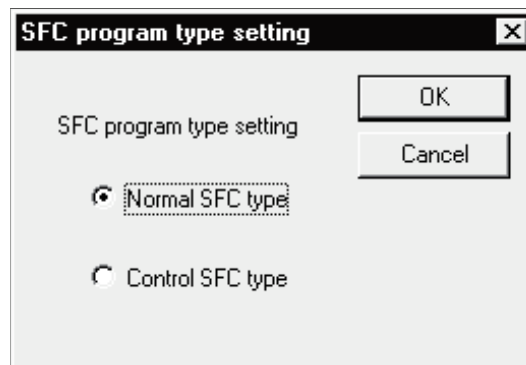 SFC program type setting
OK
SFC program type setting
Cancel
Normal SFC type
Control SFC type